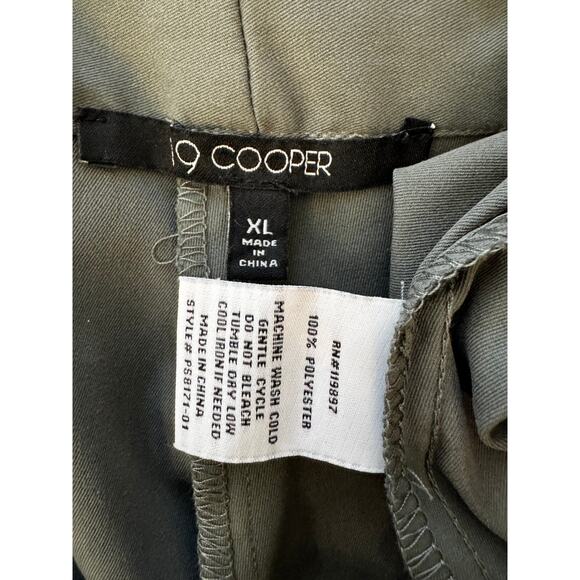 19 COOPER
XL
MADE IN
CHINA
RN#119897
100% POLYESTER
MACHINE WASH COLD
GENTLE CYCLE
DO NOT BLEACH
TUMBLE DRY LOW
COOL IRON IF NEEDED
MADE IN CHINA
STYLE# PS8171-01